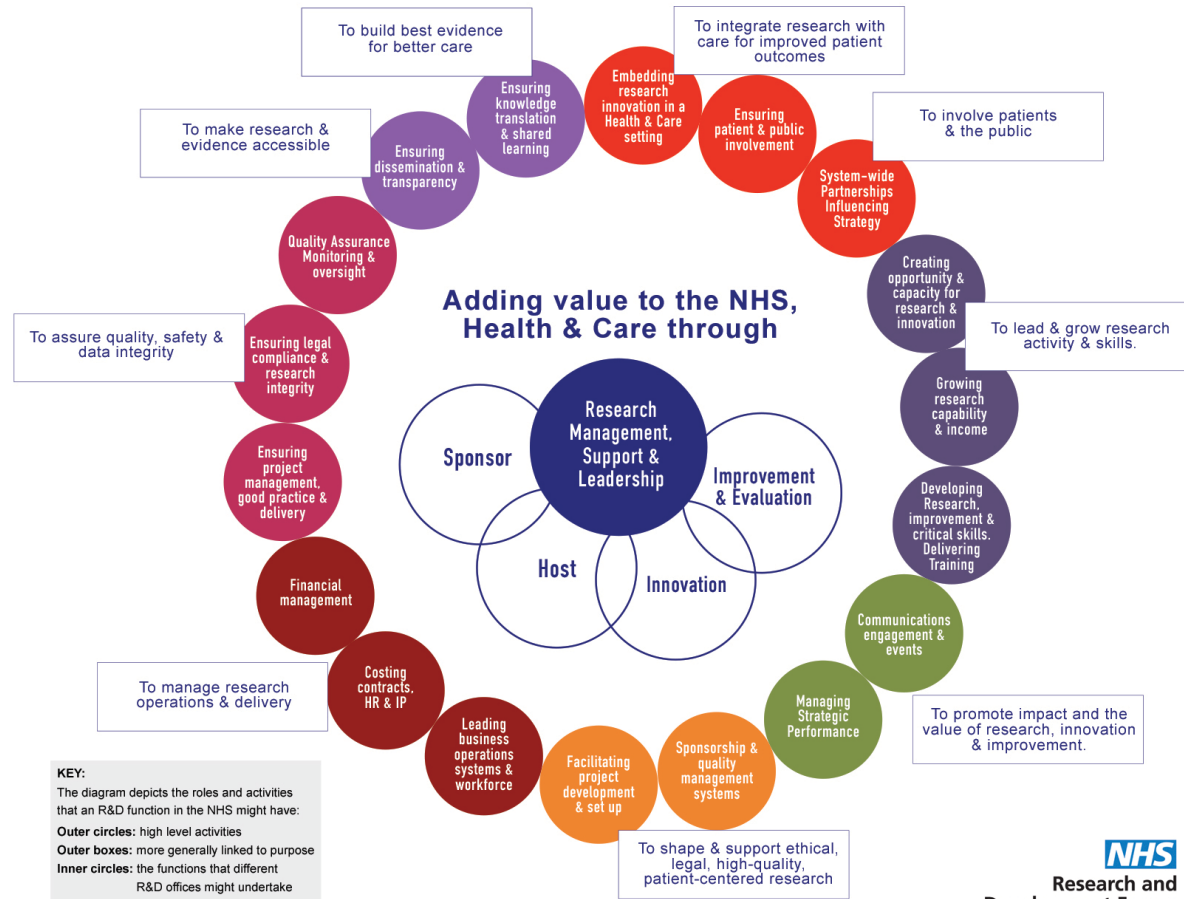 To build best evidence
for better care
To integrate research with
care for improved patient
outcomes
To make research &
evidence accessible
To involve patients
& the public
Ensuring
knowledge
translation
& shared
learning
Embedding
research
innovation in a
Health & Care
setting
Ensuring
patient & public
involvement
Ensuring
dissemination &
transparency
System-wide
Partnerships
Influencing
Strategy
Quality Assurance
Monitoring &
oversight
Creating
opportunity &
capacity for
research &
innovation
Adding value to the NHS,
Health & Care through
To assure quality, safety &
data integrity
Ensuring legal
compliance &
research
integrity
To lead & grow research
activity & skills.
Growing
research
capability
& income
Research
Management,
Support &
Leadership
Sponsor
Improvement
& Evaluation
Host
Innovation
Ensuring
project
management,
good practice &
delivery
Developing
Research,
improvement &
critical skills.
Delivering
Training
Financial
management
Communications
engagement &
events
To manage research
operations & delivery
Costing
contracts,
HR & IP
Managing
Strategic
Performance
To promote impact and the
value of research, innovation
& improvement.
Leading
business
operations
systems &
workforce
Facilitating
project
development
& set up
Sponsorship &
quality
management
systems
To shape & support ethical,
legal, high-quality,
patient-centered research
KEY:
The diagram depicts the roles and activities
that an R&D function in the NHS might have:
Outer circles: high level activities
Outer boxes: more generally linked to purpose
Inner circles: the functions that different
R&D offices might undertake
NHS
Research and